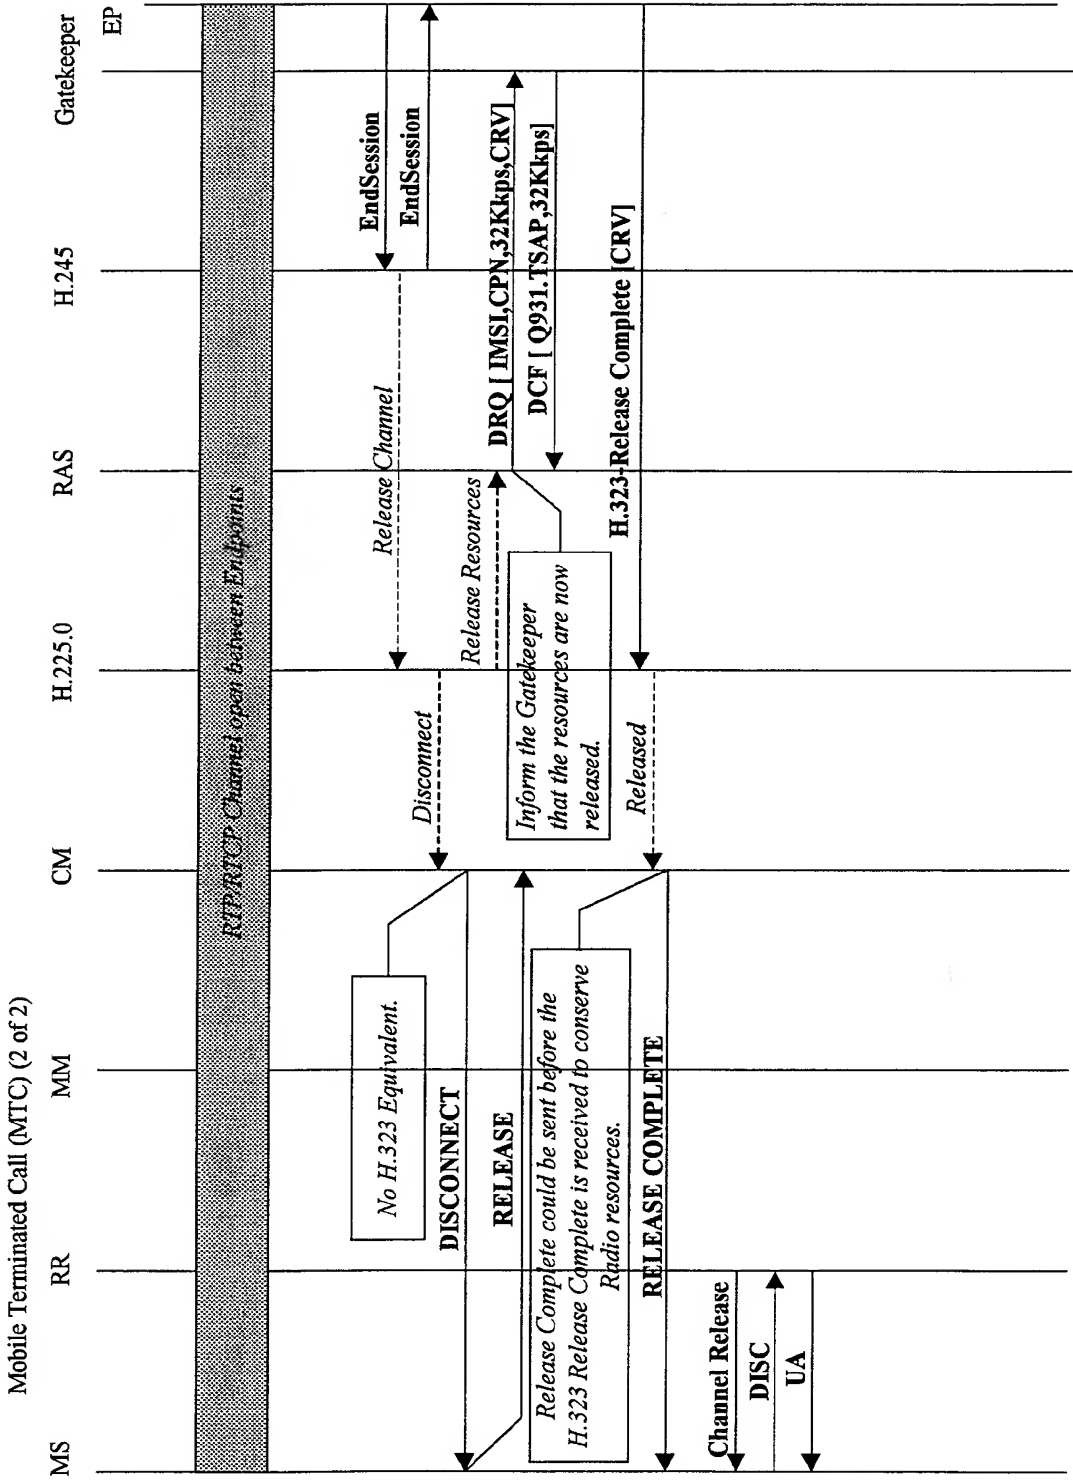 Mobile Terminated Call (MTC) (2 of 2)
MS
RR
MM
CM
H.225.0
RAS
H.245
Gatekeeper
EP
RTP/RTCP Channel open between Endpoints
EndSession
EndSession
Release Channel
No H.323 Equivalent.
Disconnect
DISCONNECT
Release Resources
RELEASE
DRQ [ IMSI,CPN,32Kkps,CRV]
DCF [ Q931.TSAP,32Kkps]
Inform the Gatekeeper
that the resources are now
released.
Release Complete could be sent before the
H.323 Release Complete is received to conserve
Radio resources.
H.323-Release Complete [CRV]
Released
RELEASE COMPLETE
Channel Release
DISC
UA